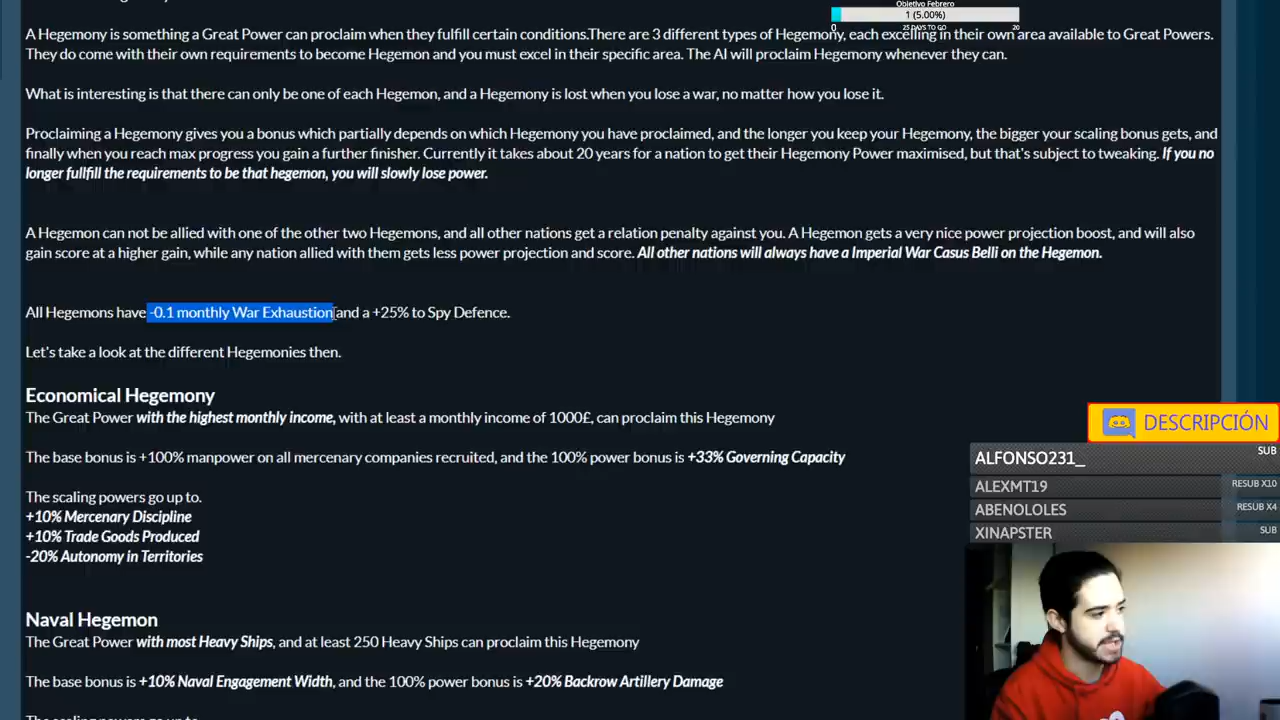 Obletivo Febrero
1 (5.00%)
0
25 DAYS TO GO
20
A Hegemony is something a Great Power can proclaim when they fulfill certain conditions.There are 3 different types of Hegemony, each excelling in their own area available to Great Powers.
They do come with their own requirements to become Hegemon and you must excel in their specific area. The AI will proclaim Hegemony whenever they can.
What is interesting is that there can only be one of each Hegemon, and a Hegemony is lost when you lose a war, no matter how you lose it.
Proclaiming a Hegemony gives you a bonus which partially depends on which Hegemony you have proclaimed, and the longer you keep your Hegemony, the bigger your scaling bonus gets, and
finally when you reach max progress you gain a further finisher. Currently it takes about 20 years for a nation to get their Hegemony Power maximised, but that's subject to tweaking. If you no
longer fullfill the requirements to be that hegemon, you will slowly lose power.
A Hegemon can not be allied with one of the other two Hegemons, and all other nations get a relation penalty against you. A Hegemon gets a very nice power projection boost, and will also
gain score at a higher gain, while any nation allied with them gets less power projection and score. All other nations will always have a Imperial War Casus Belli on the Hegemon.
All Hegemons have -0.1 monthly War Exhaustion and a +25% to Spy Defence.
Let's take a look at the different Hegemonies then.
Economical Hegemony
The Great Power with the highest monthly income, with at least a monthly income of 1000£, can proclaim this Hegemony
The base bonus is +100% manpower on all mercenary companies recruited, and the 100% power bonus is +33% Governing Capacity
The scaling powers go up to.
+10% Mercenary Discipline
+10% Trade Goods Produced
-20% Autonomy in Territories
Naval Hegemon
The Great Power with most Heavy Ships, and at least 250 Heavy Ships can proclaim this Hegemony
The base bonus is +10% Naval Engagement Width, and the 100% power bonus is +20% Backrow Artillery Damage
DESCRIPCIÓN
ALFONSO231_ SUB
ALEXMT19 RESUB X10
ABENOLOLES RESUB X4
XINAPSTER SUB